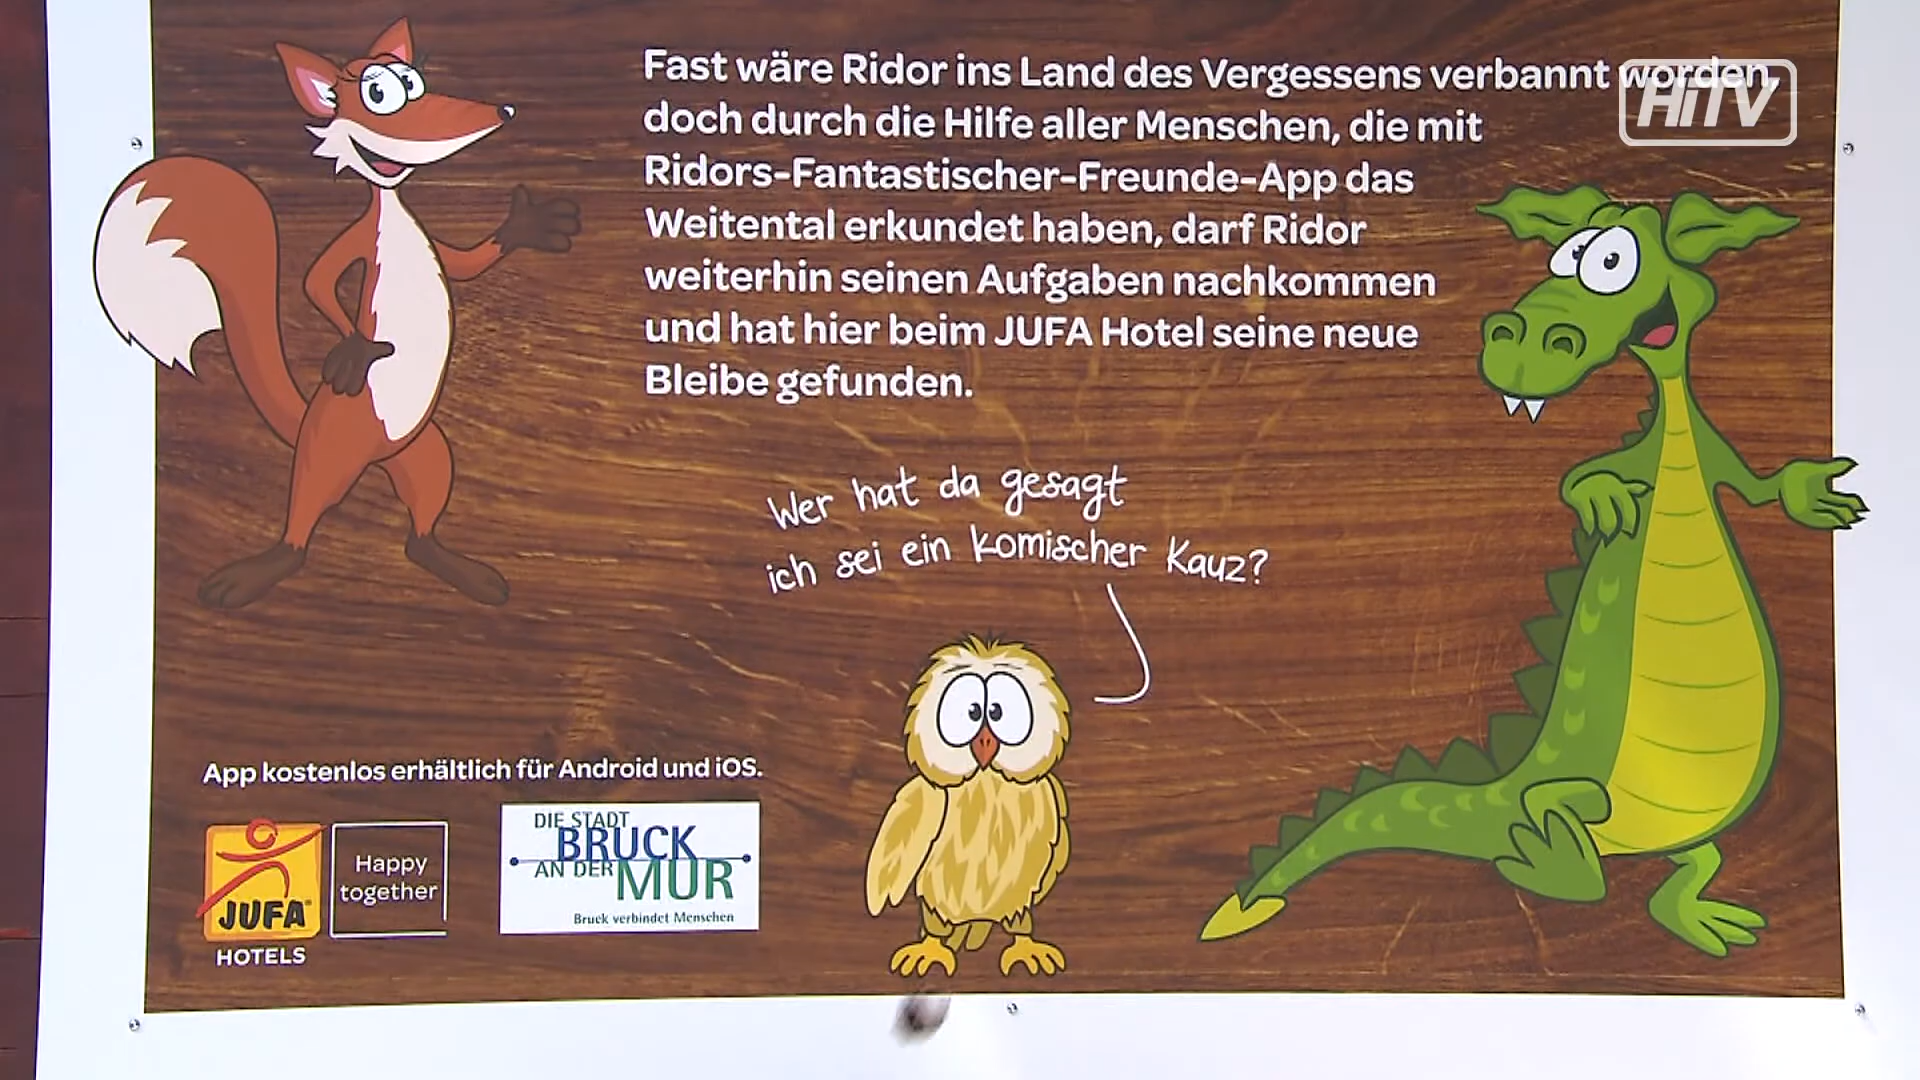 Fast wäre Ridor ins Land des Vergessens verbannt worden,
doch durch die Hilfe aller Menschen, die mit
Ridors-Fantastischer-Freunde-App das
Weitental erkundet haben, darf Ridor
weiterhin seinen Aufgaben nachkommen
und hat hier beim JUFA Hotel seine neue
Bleibe gefunden.
HiTV
Wer hat da gesagt
ich sei ein komischer Kauz?
App kostenlos erhältlich für Android und iOS.
JUFA®
HOTELS
Happy
together
DIE STADT
BRUCK
AN DER MUR
Bruck verbindet Menschen